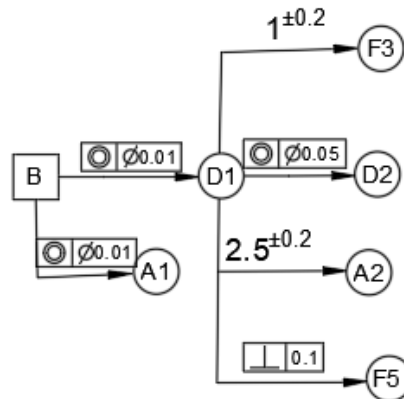 1±0.2
F3
◎ Ø0.01
◎ Ø0.05
B
D1
D2
2.5±0.2
◎ Ø0.01
A1
A2
⊥ 0.1
F5